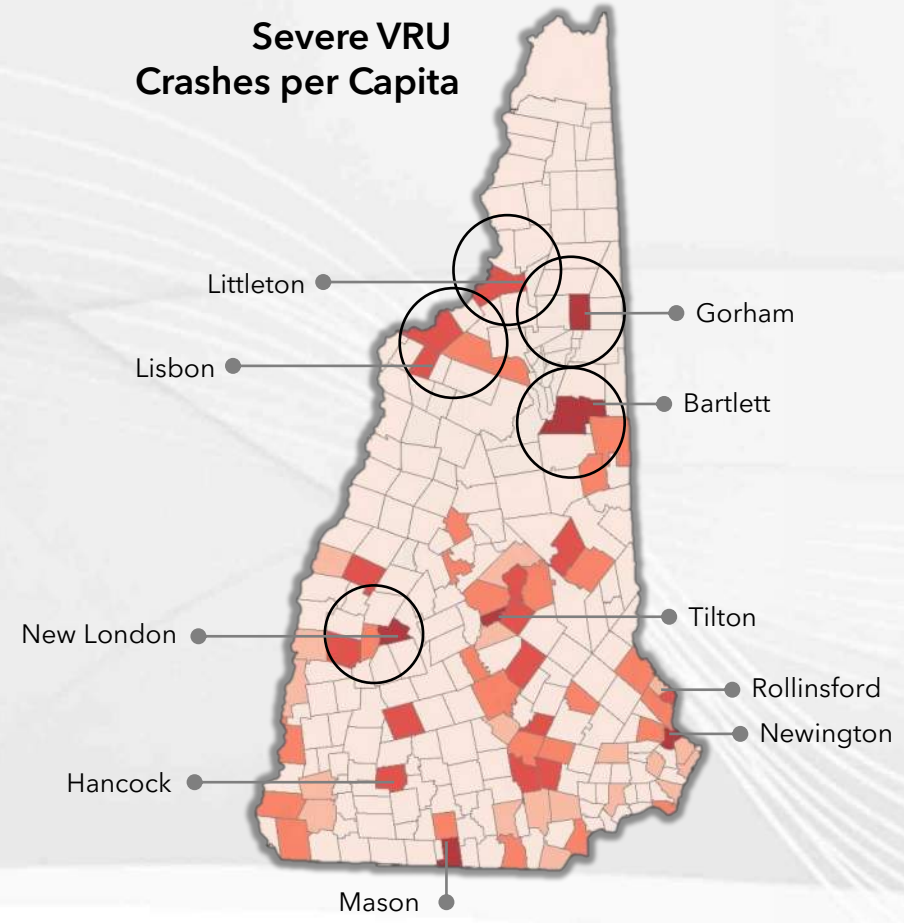 Severe VRU
Crashes per Capita
Littleton
Gorham
Lisbon
Bartlett
New London
Tilton
Rollinsford
Newington
Hancock
Mason